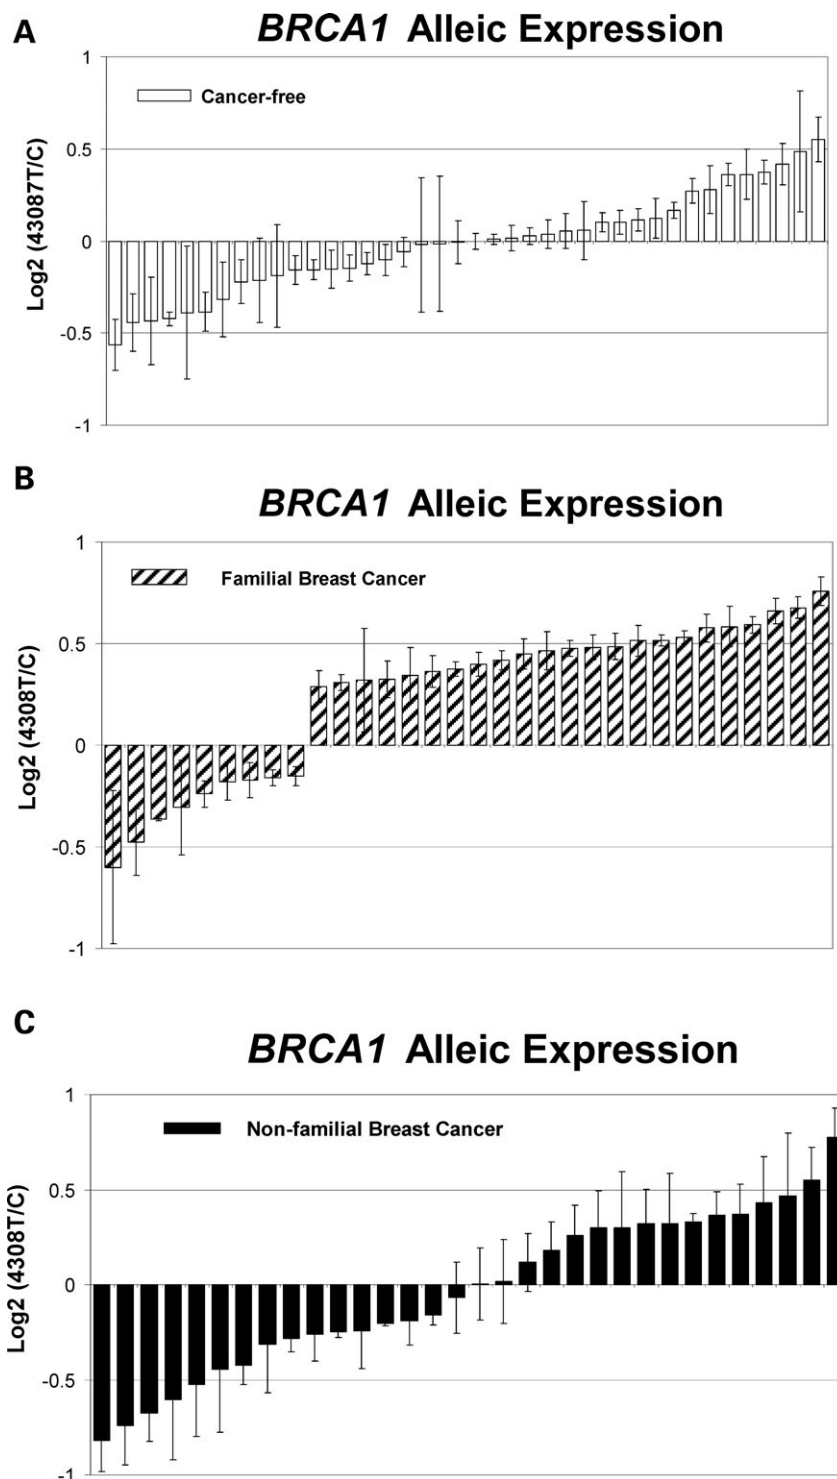 A
BRCA1 Alleic Expression
1
Cancer-free
0.5
Log2 (43087T/C)
0
-0.5
-1
B
BRCA1 Alleic Expression
1
Familial Breast Cancer
0.5
Log2 (4308T/C)
0
-0.5
-1
C
BRCA1 Alleic Expression
1
Non-familial Breast Cancer
0.5
Log2 (4308T/C)
0
-0.5
-1